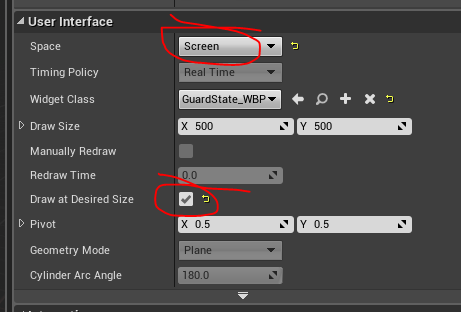 User Interface
Space Screen
Timing Policy Real Time
Widget Class GuardState_WBP
Draw Size X 500 Y 500
Manually Redraw
Redraw Time 0.0
Draw at Desired Size
Pivot X 0.5 Y 0.5
Geometry Mode Plane
Cylinder Arc Angle 180.0